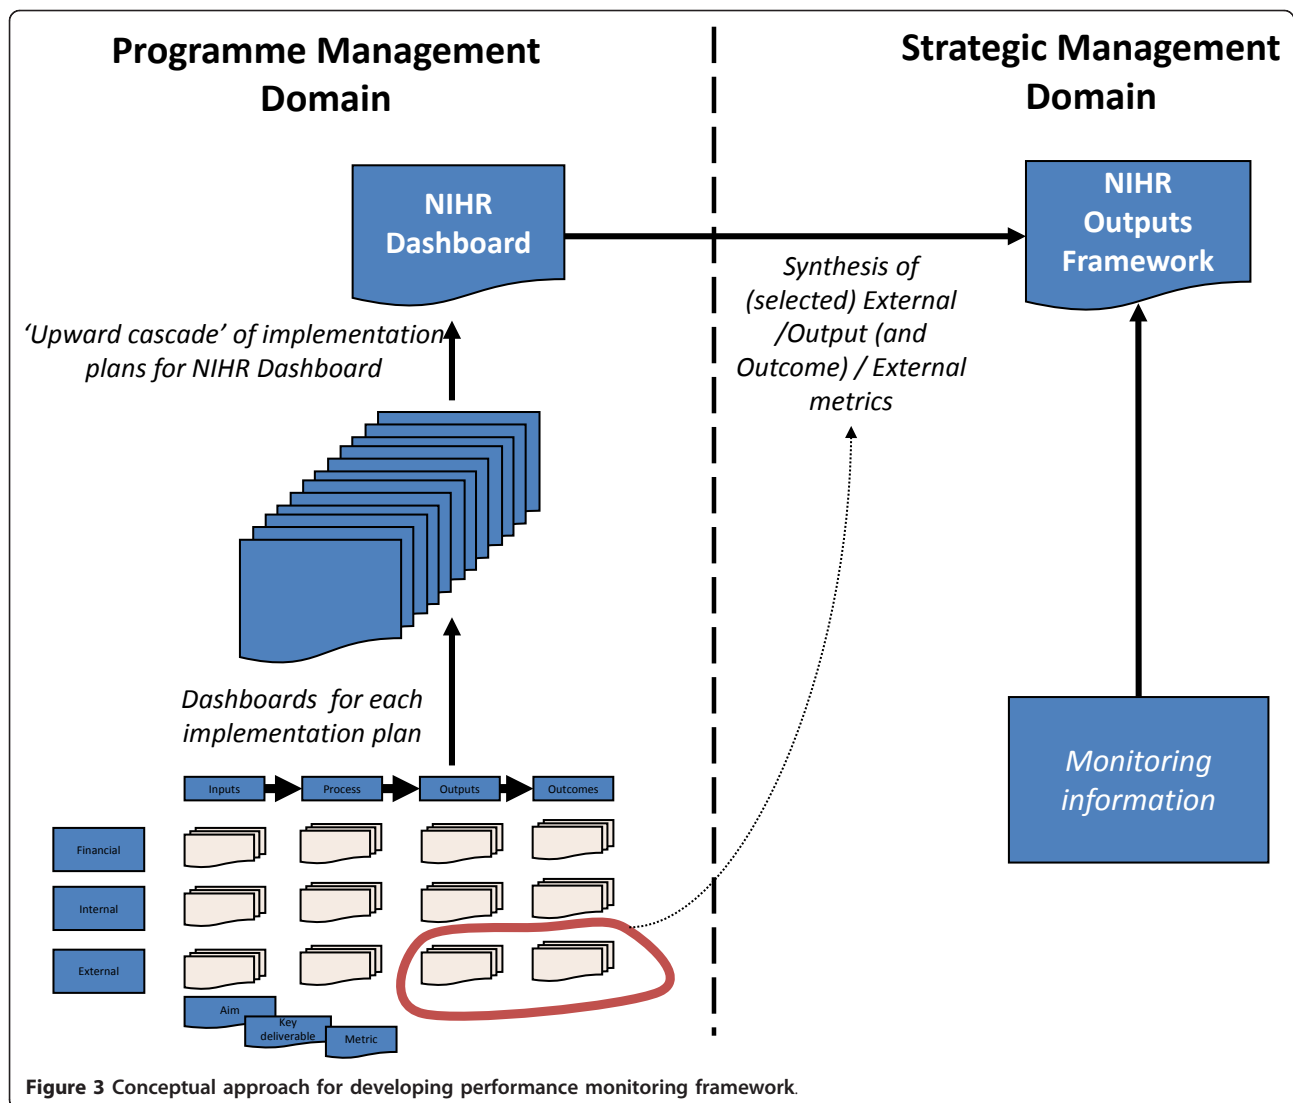 Programme Management
Domain
Strategic Management
Domain
NIHR
Dashboard
NIHR
Outputs
Framework
Synthesis of
(selected) External
/Output (and
Outcome) / External
metrics
‘Upward cascade’ of implementation
plans for NIHR Dashboard
Dashboards for each
implementation plan
Monitoring
information
Inputs
Process
Outputs
Outcomes
Financial
Internal
External
Aim
Key
deliverable
Metric
Figure 3 Conceptual approach for developing performance monitoring framework.